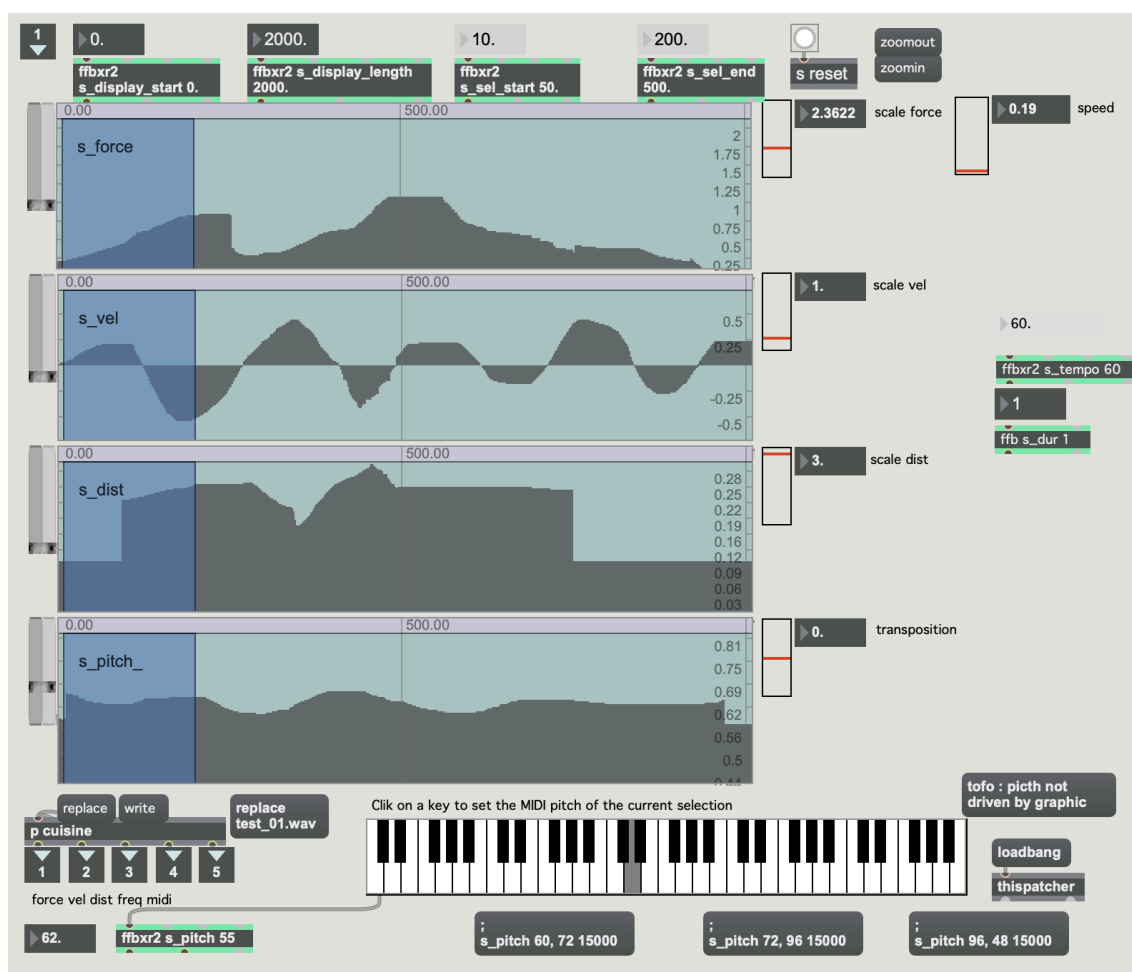 1
0.
2000.
10.
200.
zoomout
zoomin
ffbxr2
s_display_start 0.
ffbxr2 s_display_length
2000.
ffbxr2
s_sel_start 50.
ffbxr2 s_sel_end
500.
s reset
0.00
500.00
s_force
2
1.75
1.5
1.25
1
0.75
0.5
0.25
2.3622
scale force
0.19
speed
0.00
500.00
s_vel
0.5
0.25
-0.25
-0.5
1.
scale vel
60.
ffbxr2 s_tempo 60
1
ffb s_dur 1
0.00
500.00
s_dist
0.28
0.25
0.22
0.19
0.16
0.12
0.09
0.06
0.03
3.
scale dist
0.00
500.00
s_pitch_
0.81
0.75
0.69
0.62
0.56
0.5
0.44
0.
transposition
replace
write
p cuisine
replace
test_01.wav
1
2
3
4
5
force vel dist freq midi
62.
ffbxr2 s_pitch 55
Clik on a key to set the MIDI pitch of the current selection
tofo : picth not
driven by graphic
loadbang
thispatcher
;
s_pitch 60, 72 15000
;
s_pitch 72, 96 15000
;
s_pitch 96, 48 15000